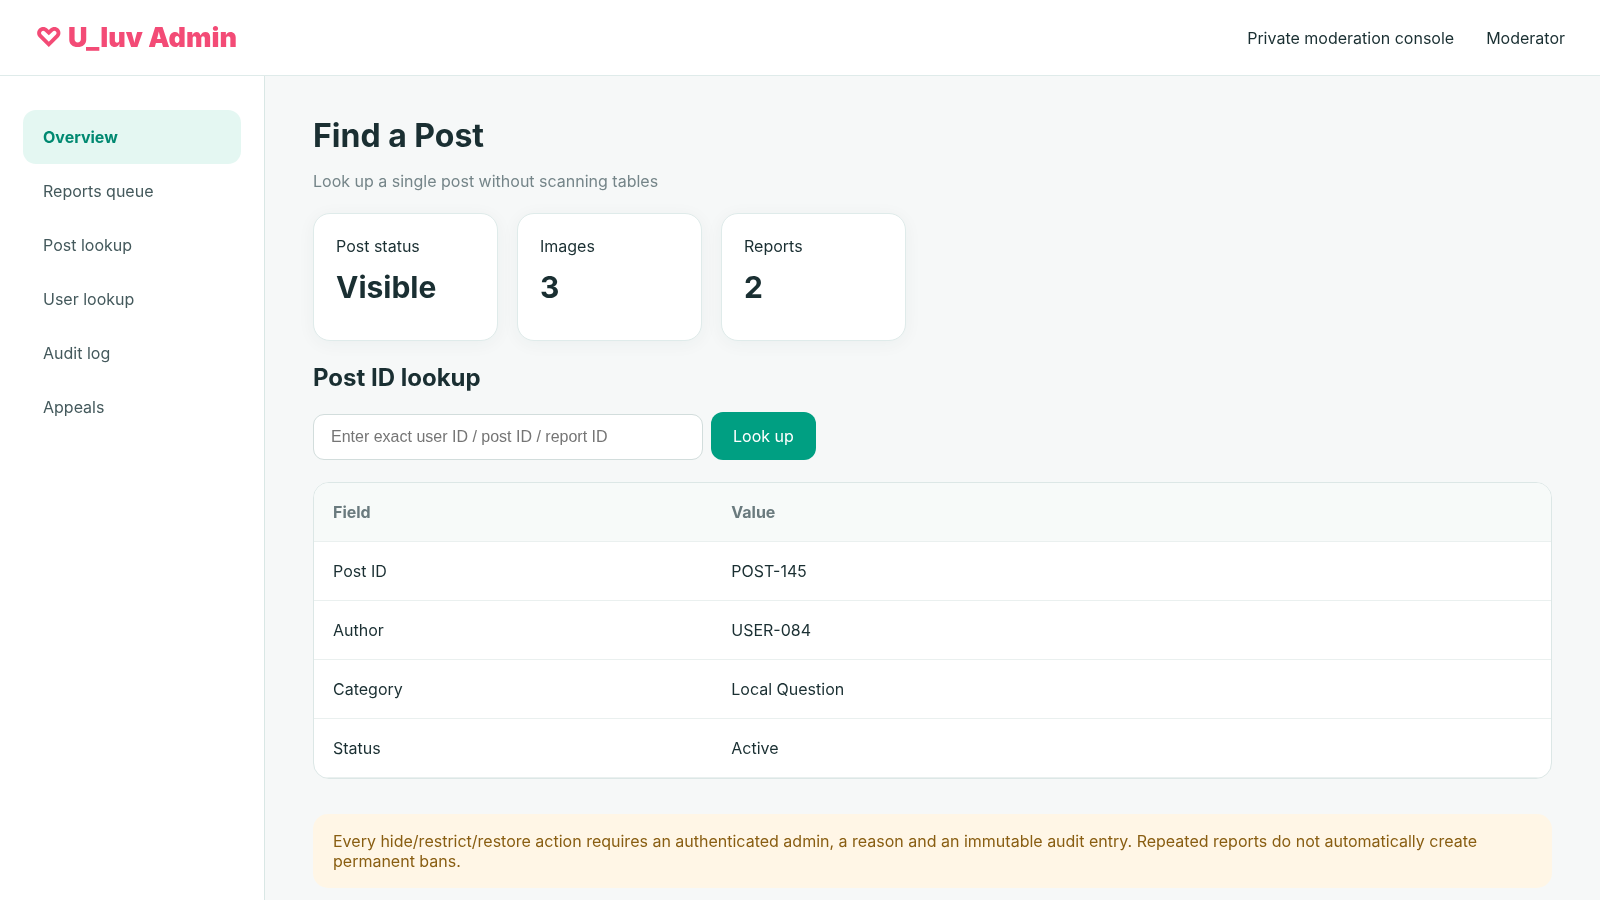 ♡ U_luv Admin
Private moderation console
Moderator
Overview
Reports queue
Post lookup
User lookup
Audit log
Appeals
Find a Post
Look up a single post without scanning tables
Post status
Visible
Images
3
Reports
2
Post ID lookup
Enter exact user ID / post ID / report ID
Look up
Field Value
Post ID POST-145
Author USER-084
Category Local Question
Status Active
Every hide/restrict/restore action requires an authenticated admin, a reason and an immutable audit entry. Repeated reports do not automatically create
permanent bans.